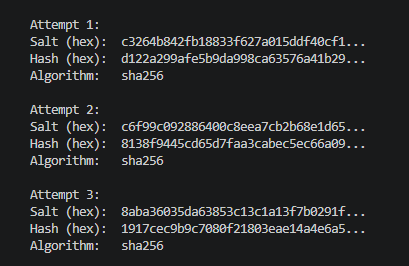 Attempt 1:
Salt (hex):  c3264b842fb18833f627a015ddf40cf1...
Hash (hex):  d122a299afe5b9da998ca63576a41b29...
Algorithm:   sha256

Attempt 2:
Salt (hex):  c6f99c092886400c8eea7cb2b68e1d65...
Hash (hex):  8138f9445cd65d7faa3cabec5ec66a09...
Algorithm:   sha256

Attempt 3:
Salt (hex):  8aba36035da63853c13c1a13f7b0291f...
Hash (hex):  1917cec9b9c7080f21803eae14a4e6a5...
Algorithm:   sha256